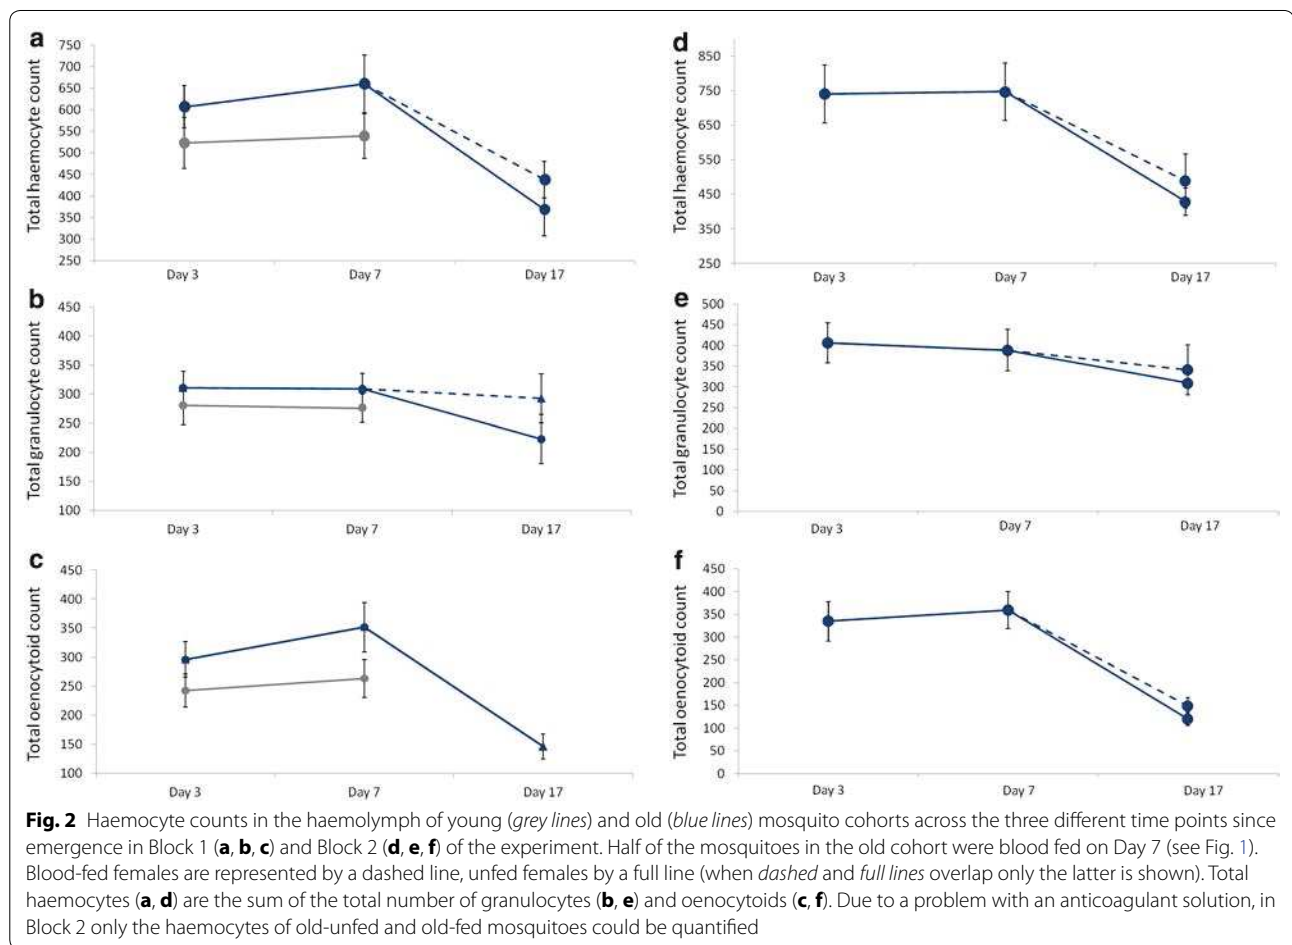 a
Total haemocyte count
750
700
650
600
550
500
450
400
350
300
250
Day 3 Day 7 Day 17
d
Total haemocyte count
850
750
650
550
450
350
250
Day 3 Day 7 Day 17
b
Total granulocyte count
450
400
350
300
250
200
150
100
Day 3 Day 7 Day 17
e
Total granulocyte count
500
450
400
350
300
250
200
150
100
50
0
Day 3 Day 7 Day 17
c
Total oenocytoid count
450
400
350
300
250
200
150
100
Day 3 Day 7 Day 17
f
Total oenocytoid count
450
400
350
300
250
200
150
100
50
0
Day 3 Day 7 Day 17
Fig. 2 Haemocyte counts in the haemolymph of young (grey lines) and old (blue lines) mosquito cohorts across the three different time points since
emergence in Block 1 (a, b, c) and Block 2 (d, e, f) of the experiment. Half of the mosquitoes in the old cohort were blood fed on Day 7 (see Fig. 1).
Blood-fed females are represented by a dashed line, unfed females by a full line (when dashed and full lines overlap only the latter is shown). Total
haemocytes (a, d) are the sum of the total number of granulocytes (b, e) and oenocytoids (c, f). Due to a problem with an anticoagulant solution, in
Block 2 only the haemocytes of old-unfed and old-fed mosquitoes could be quantified